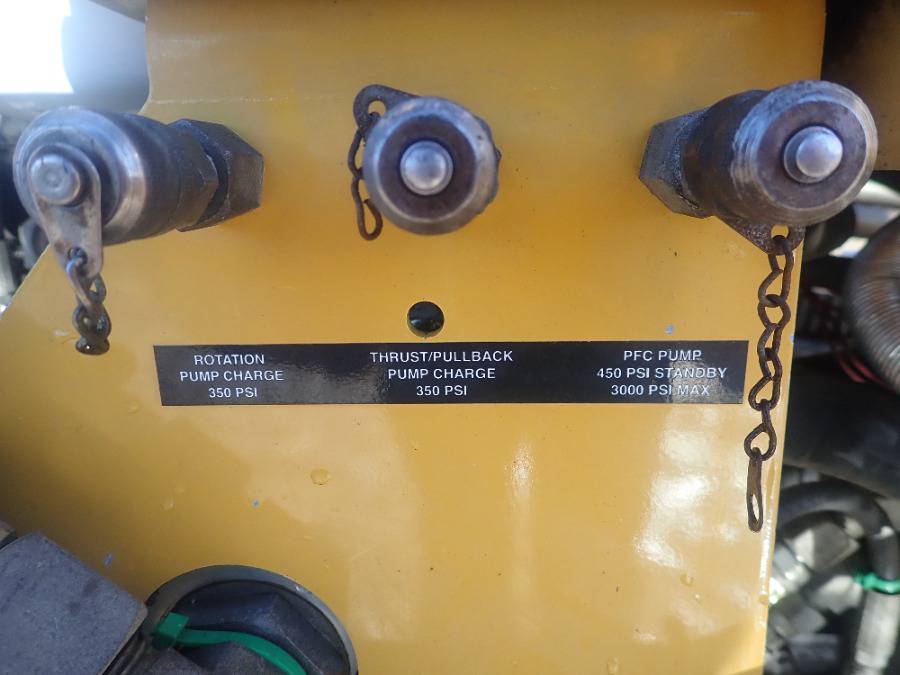 ROTATION
PUMP CHARGE
350 PSI
THRUST/PULLBACK
PUMP CHARGE
350 PSI
PFC PUMP
450 PSI STANDBY
3000 PSI MAX